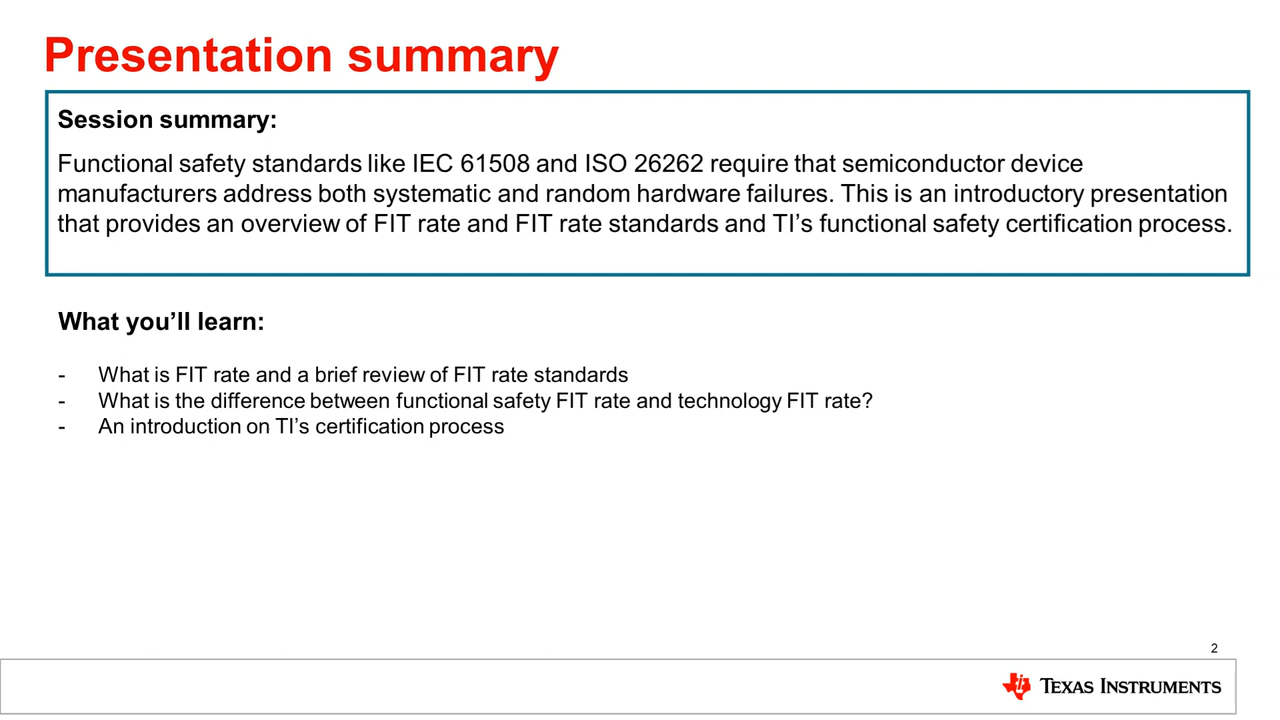 Presentation summary
Session summary:
Functional safety standards like IEC 61508 and ISO 26262 require that semiconductor device
manufacturers address both systematic and random hardware failures. This is an introductory presentation
that provides an overview of FIT rate and FIT rate standards and TI’s functional safety certification process.
What you’ll learn:
- What is FIT rate and a brief review of FIT rate standards
- What is the difference between functional safety FIT rate and technology FIT rate?
- An introduction on TI’s certification process
2
TEXAS INSTRUMENTS